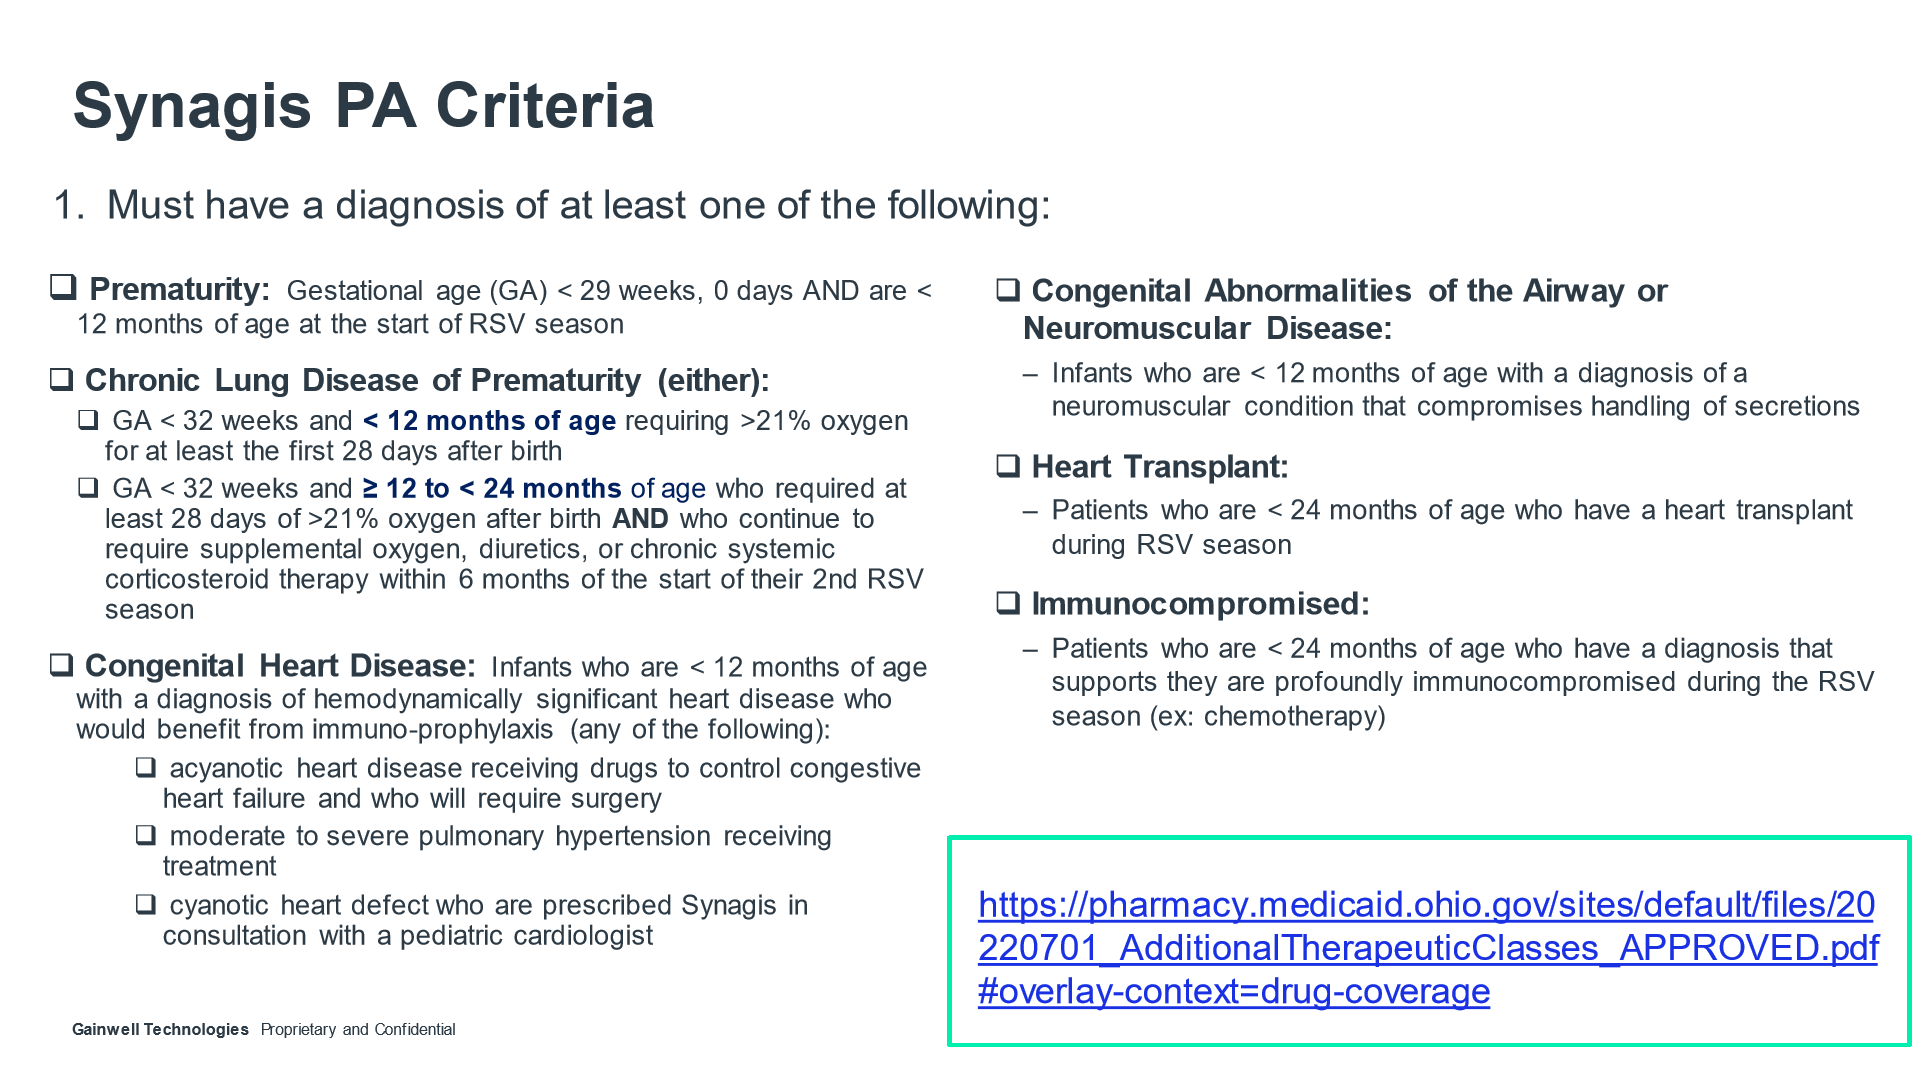 Synagis PA Criteria
1. Must have a diagnosis of at least one of the following:
❑ Prematurity: Gestational age (GA) < 29 weeks, 0 days AND are <
12 months of age at the start of RSV season
❑ Chronic Lung Disease of Prematurity (either):
❑ GA < 32 weeks and < 12 months of age requiring >21% oxygen
for at least the first 28 days after birth
❑ GA < 32 weeks and ≥ 12 to < 24 months of age who required at
least 28 days of >21% oxygen after birth AND who continue to
require supplemental oxygen, diuretics, or chronic systemic
corticosteroid therapy within 6 months of the start of their 2nd RSV
season
❑ Congenital Heart Disease: Infants who are < 12 months of age
with a diagnosis of hemodynamically significant heart disease who
would benefit from immuno-prophylaxis (any of the following):
❑ acyanotic heart disease receiving drugs to control congestive
heart failure and who will require surgery
❑ moderate to severe pulmonary hypertension receiving
treatment
❑ cyanotic heart defect who are prescribed Synagis in
consultation with a pediatric cardiologist
❑ Congenital Abnormalities of the Airway or
Neuromuscular Disease:
– Infants who are < 12 months of age with a diagnosis of a
neuromuscular condition that compromises handling of secretions
❑ Heart Transplant:
– Patients who are < 24 months of age who have a heart transplant
during RSV season
❑ Immunocompromised:
– Patients who are < 24 months of age who have a diagnosis that
supports they are profoundly immunocompromised during the RSV
season (ex: chemotherapy)
https://pharmacy.medicaid.ohio.gov/sites/default/files/20
220701_AdditionalTherapeuticClasses_APPROVED.pdf
#overlay-context=drug-coverage
Gainwell Technologies Proprietary and Confidential